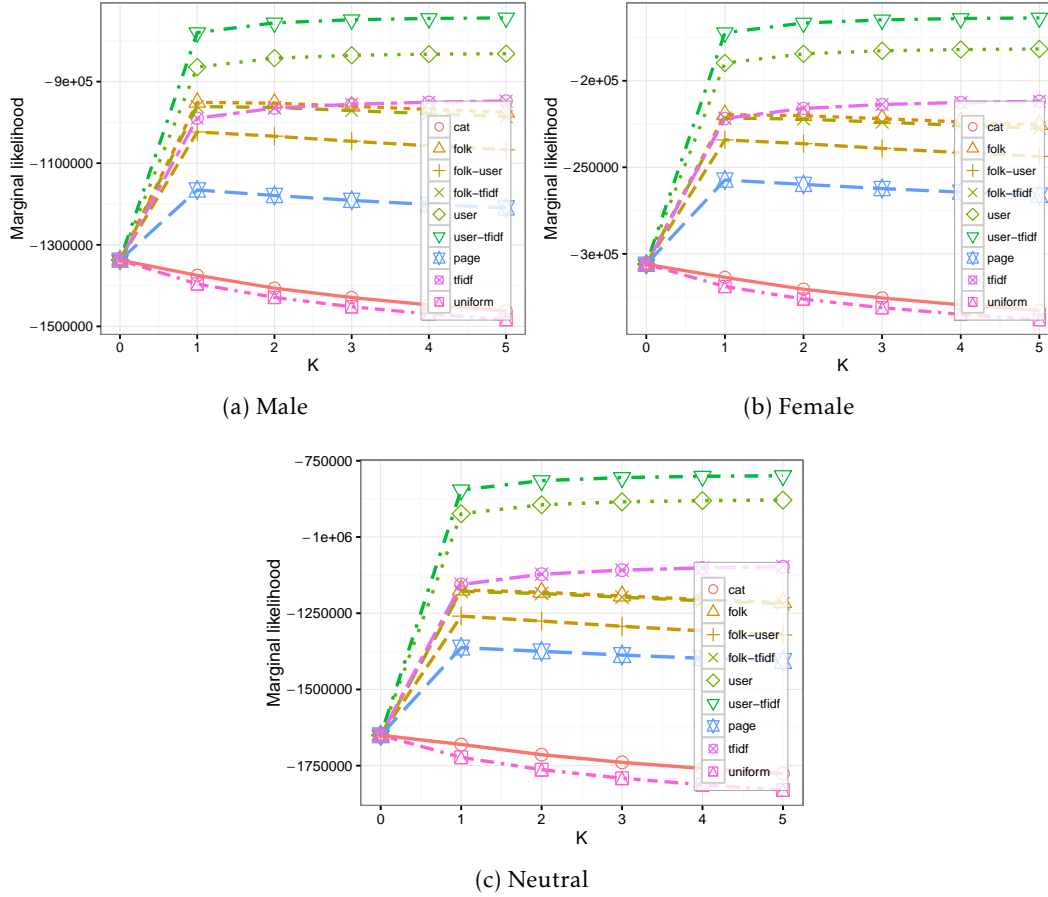 Marginal likelihood
−9e+05
−1100000
−1300000
−1500000
0 1 2 3 4 5
K
cat
folk
folk−user
folk−tfidf
user
user−tfidf
page
tfidf
uniform
(a) Male
Marginal likelihood
−2e+05
−250000
−3e+05
0 1 2 3 4 5
K
cat
folk
folk−user
folk−tfidf
user
user−tfidf
page
tfidf
uniform
(b) Female
Marginal likelihood
−750000
−1e+06
−1250000
−1500000
−1750000
0 1 2 3 4 5
K
cat
folk
folk−user
folk−tfidf
user
user−tfidf
page
tfidf
uniform
(c) Neutral